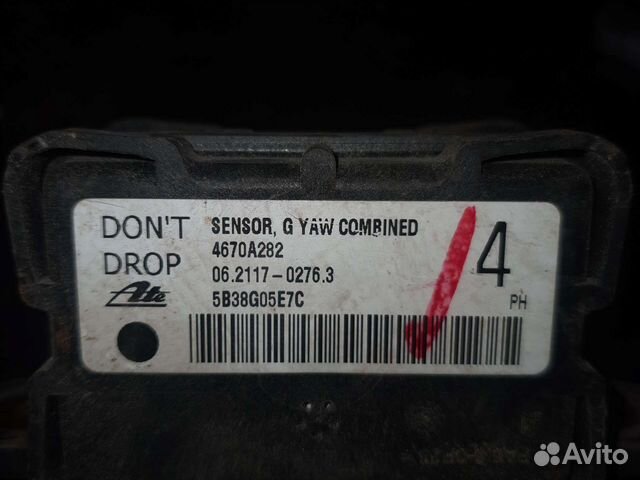 DON'T
DROP
Ate
SENSOR, G YAW COMBINED
4670A282
06.2117-0276.3
5B38G05E7C
4
PH
Avito